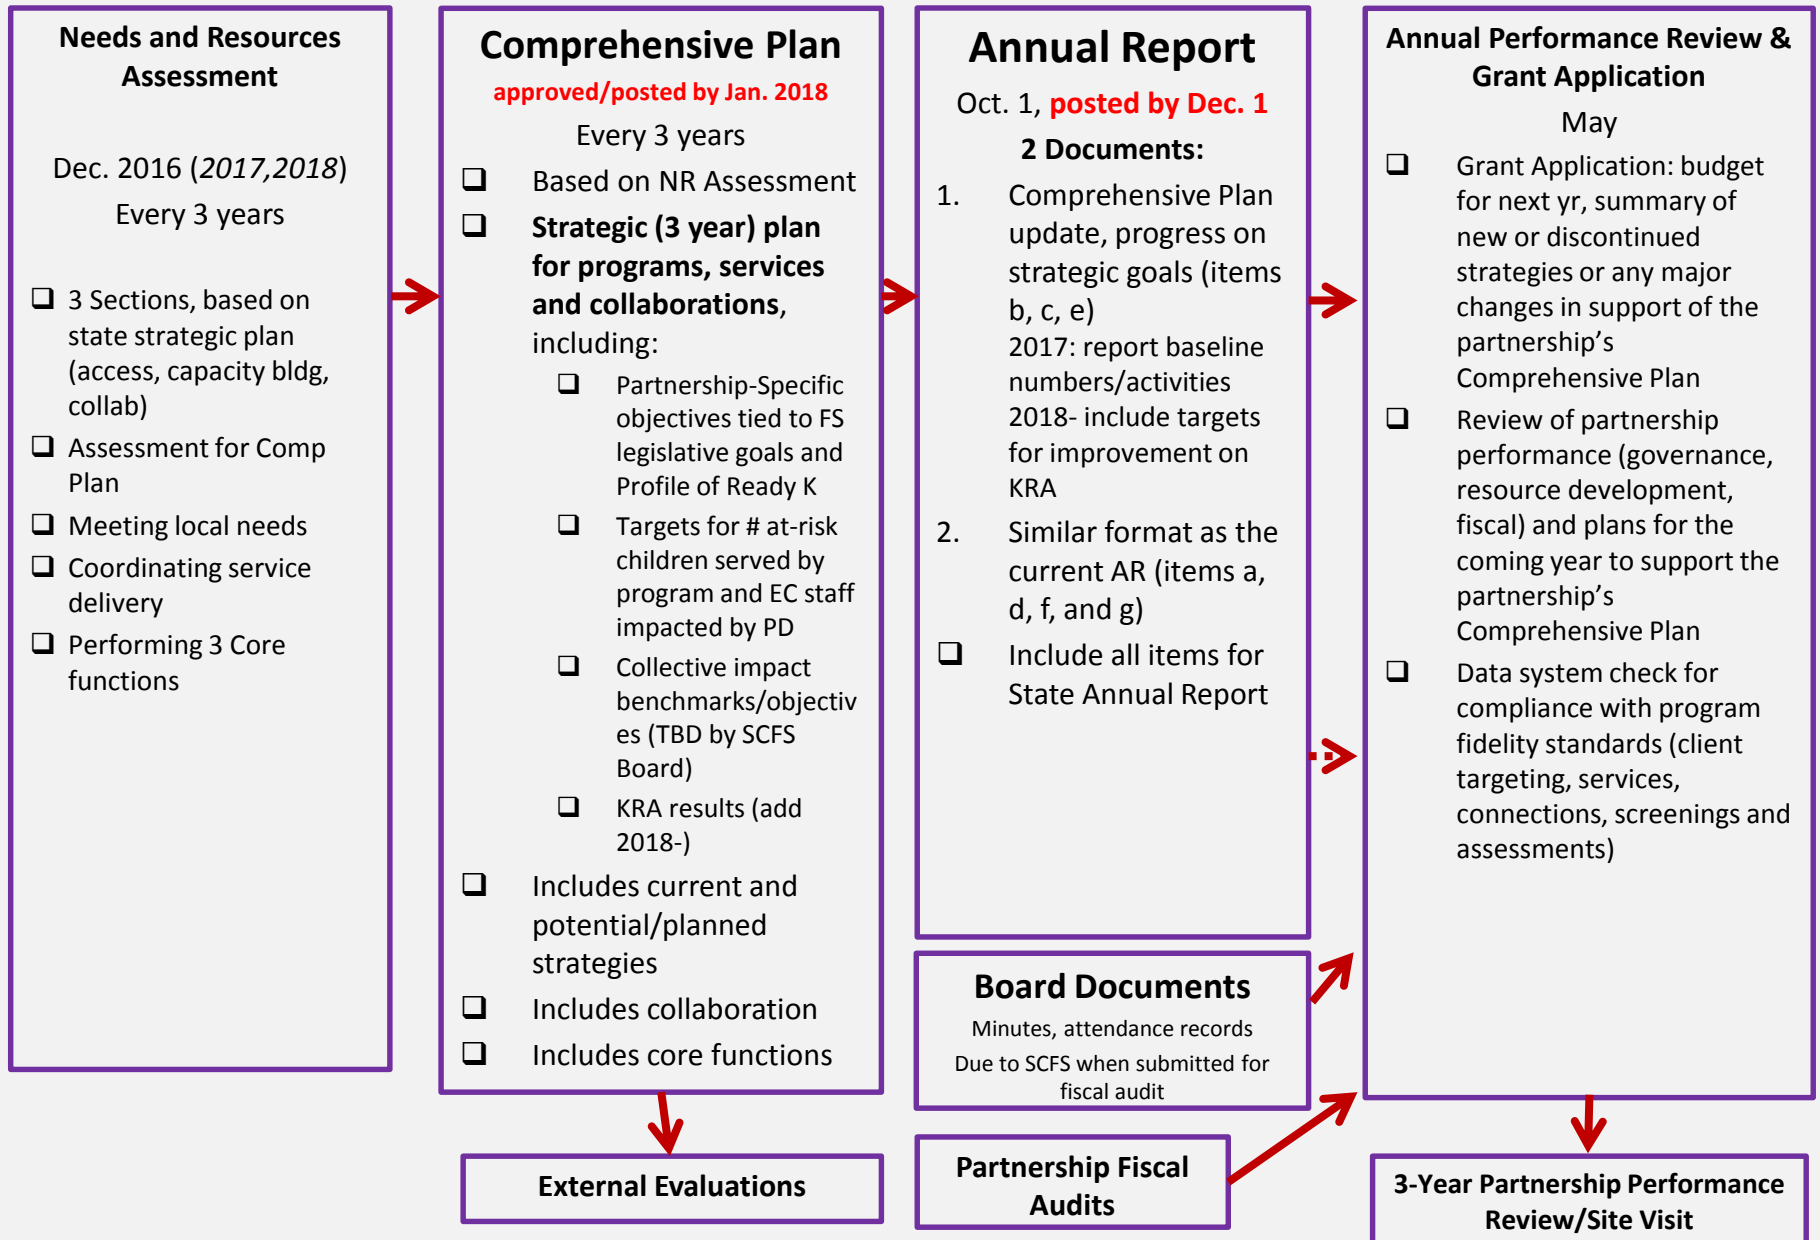 Needs and Resources
Assessment
Dec. 2016 (2017,2018)
Every 3 years
❑ 3 Sections, based on
state strategic plan
(access, capacity bldg,
collab)
❑ Assessment for Comp
Plan
❑ Meeting local needs
❑ Coordinating service
delivery
❑ Performing 3 Core
functions
Comprehensive Plan
approved/posted by Jan. 2018
Every 3 years
❑ Based on NR Assessment
❑ Strategic (3 year) plan
for programs, services
and collaborations,
including:
❑ Partnership-Specific
objectives tied to FS
legislative goals and
Profile of Ready K
❑ Targets for # at-risk
children served by
program and EC staff
impacted by PD
❑ Collective impact
benchmarks/objectiv
es (TBD by SCFS
Board)
❑ KRA results (add
2018-)
❑ Includes current and
potential/planned
strategies
❑ Includes collaboration
❑ Includes core functions
External Evaluations
Annual Report
Oct. 1, posted by Dec. 1
2 Documents:
1. Comprehensive Plan
update, progress on
strategic goals (items
b, c, e)
2017: report baseline
numbers/activities
2018- include targets
for improvement on
KRA
2. Similar format as the
current AR (items a,
d, f, and g)
❑ Include all items for
State Annual Report
Board Documents
Minutes, attendance records
Due to SCFS when submitted for
fiscal audit
Partnership Fiscal
Audits
Annual Performance Review &
Grant Application
May
❑ Grant Application: budget
for next yr, summary of
new or discontinued
strategies or any major
changes in support of the
partnership's
Comprehensive Plan
❑ Review of partnership
performance (governance,
resource development,
fiscal) and plans for the
coming year to support the
partnership's
Comprehensive Plan
❑ Data system check for
compliance with program
fidelity standards (client
targeting, services,
connections, screenings and
assessments)
3-Year Partnership Performance
Review/Site Visit